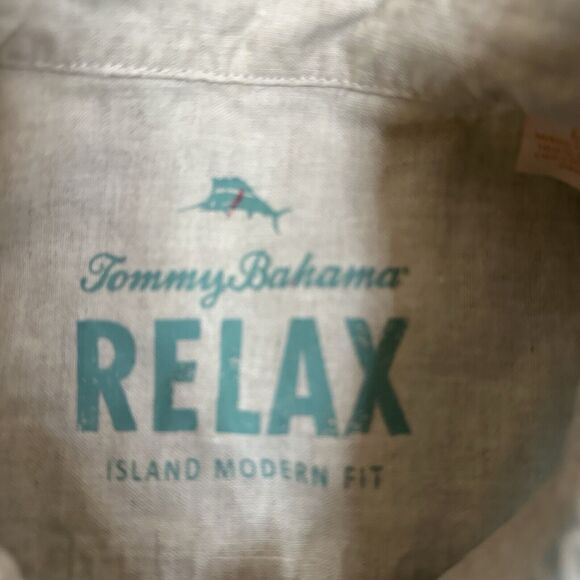 Tommy Bahama
RELAX
ISLAND MODERN FIT